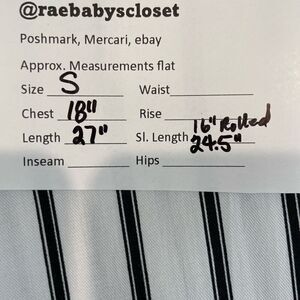 @raebabyscloset
Poshmark, Mercari, ebay
Approx. Measurements flat
Size S Waist
Chest 18" Rise
Length 27" Sl. Length 16" Rolled 24.5"
Inseam Hips